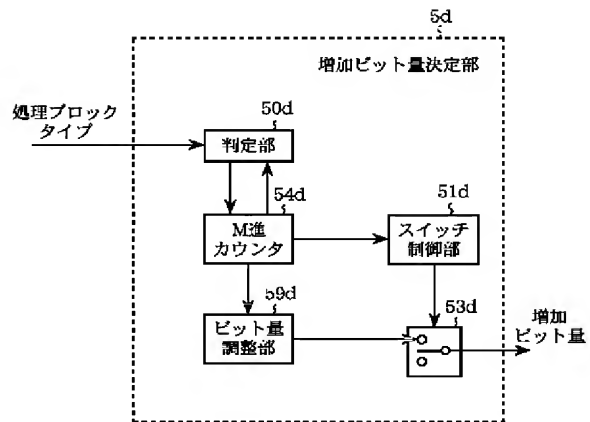 5d
増加ビット量決定部
処理ブロック
タイプ
50d
判定部
54d
M進
カウンタ
51d
スイッチ
制御部
59d
ビット量
調整部
53d
増加
ビット量